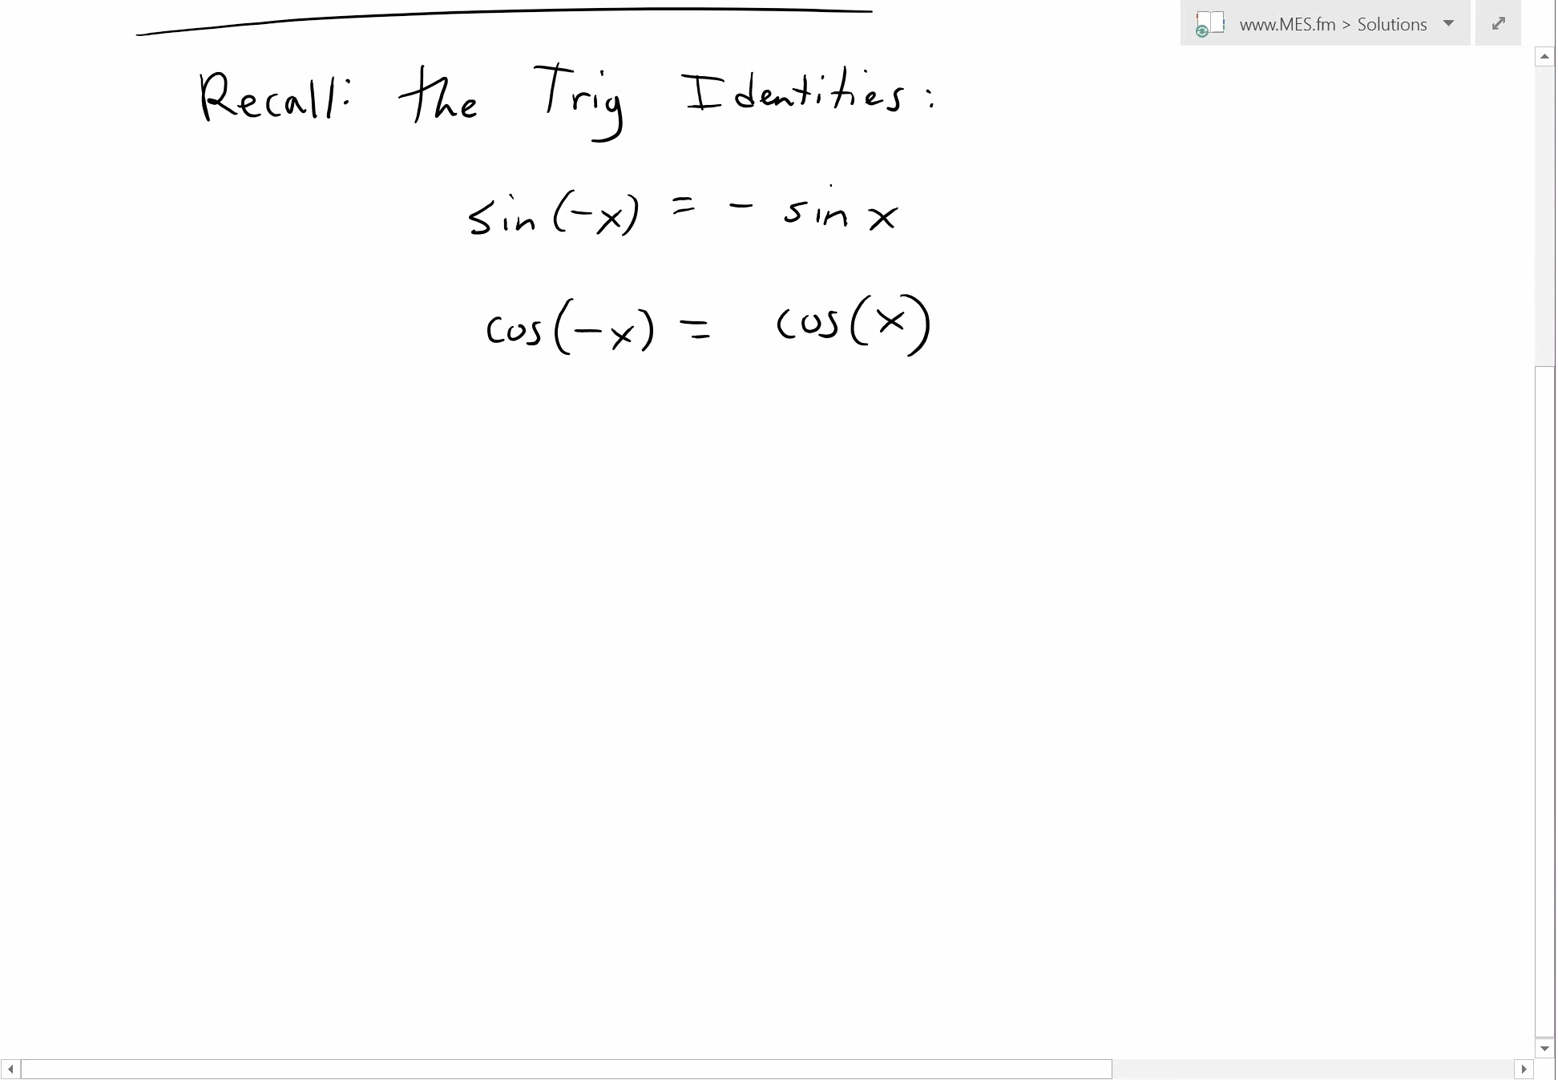 www.MES.fm > Solutions
Recall: the Trig Identities:
sin(-x) = - sin x
cos(-x) = cos(x)